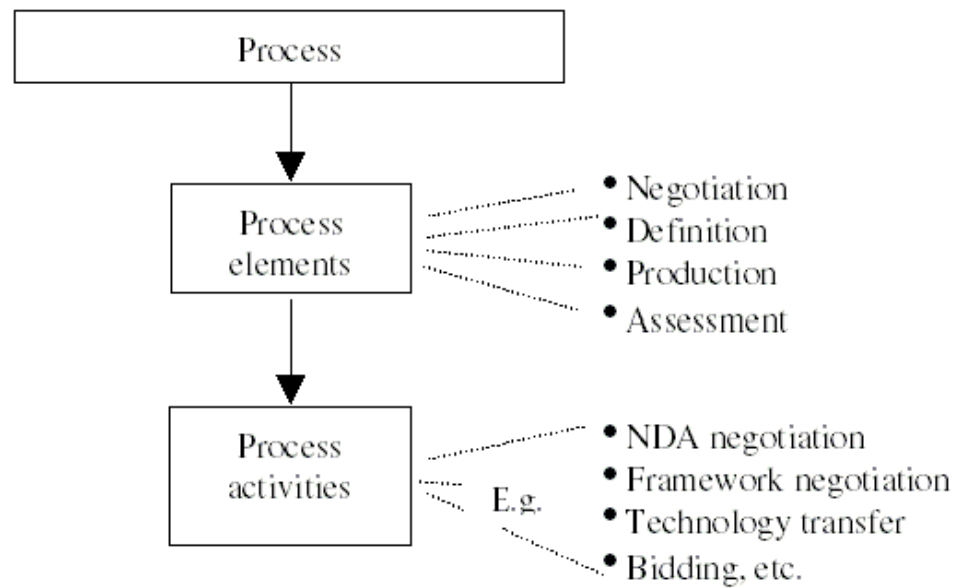 Process
Process
elements
• Negotiation
• Definition
• Production
• Assessment
Process
activities
E.g.
• NDA negotiation
• Framework negotiation
• Technology transfer
• Bidding, etc.